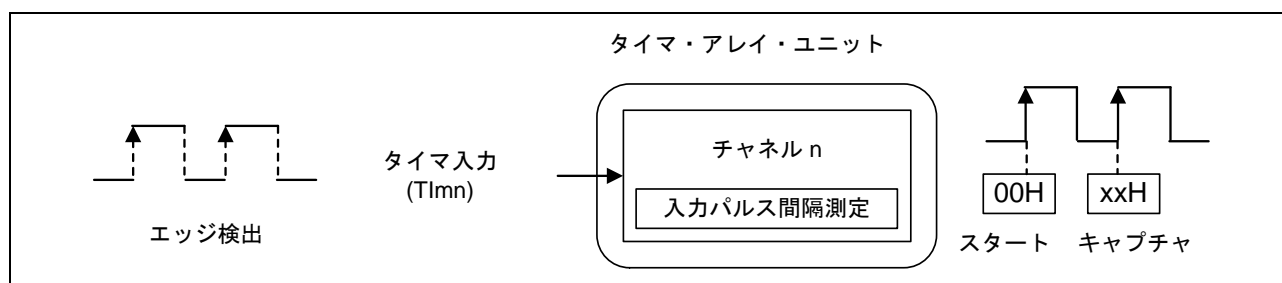 タイマ・アレイ・ユニット
エッジ検出
タイマ入力
(TImn)
チャネル n
入力パルス間隔測定
00H
xxH
スタート
キャプチャ